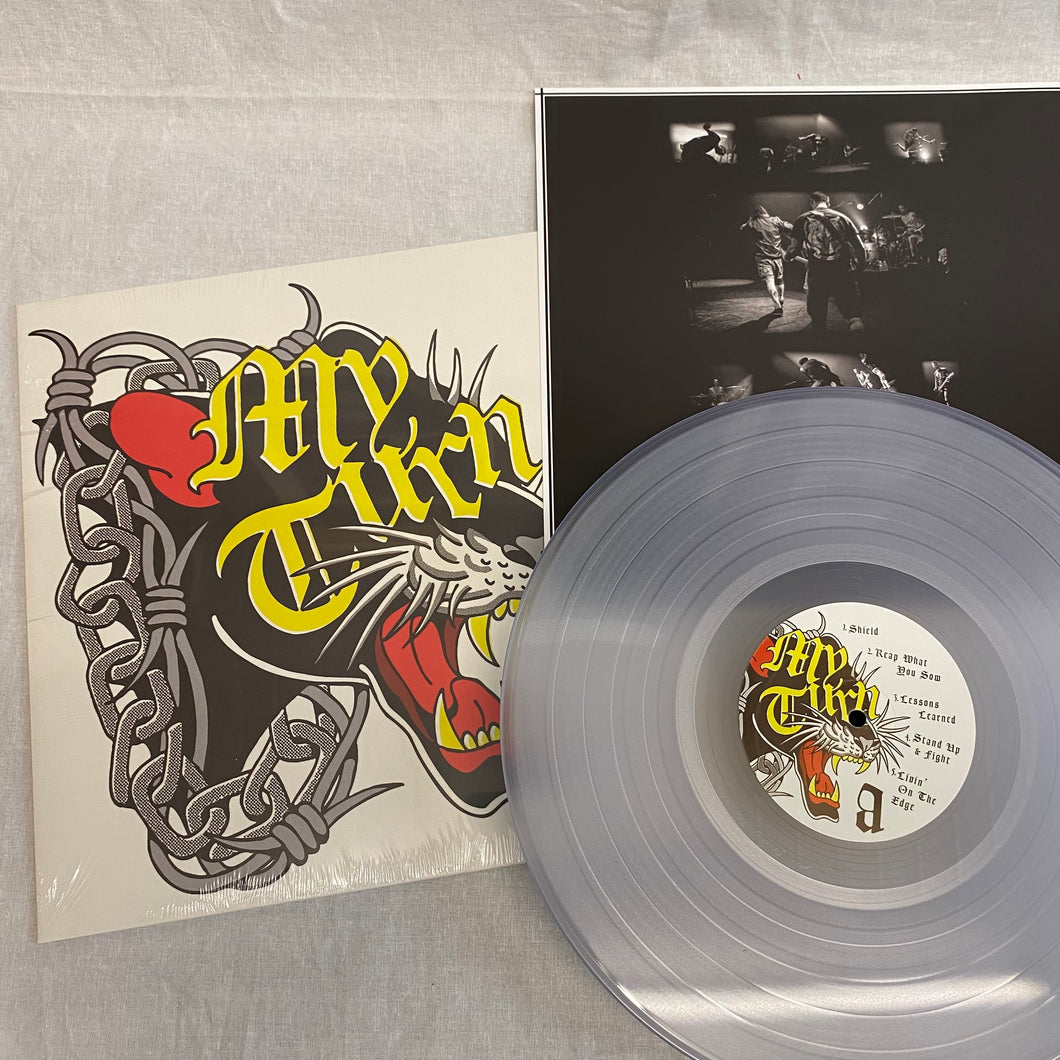 My
Turn
My
Turn
1. Shield
2. Reap What
You Sow
3. Lessons
Learned
4. Stand Up
& Fight
5. Livin'
On The
Edge
a